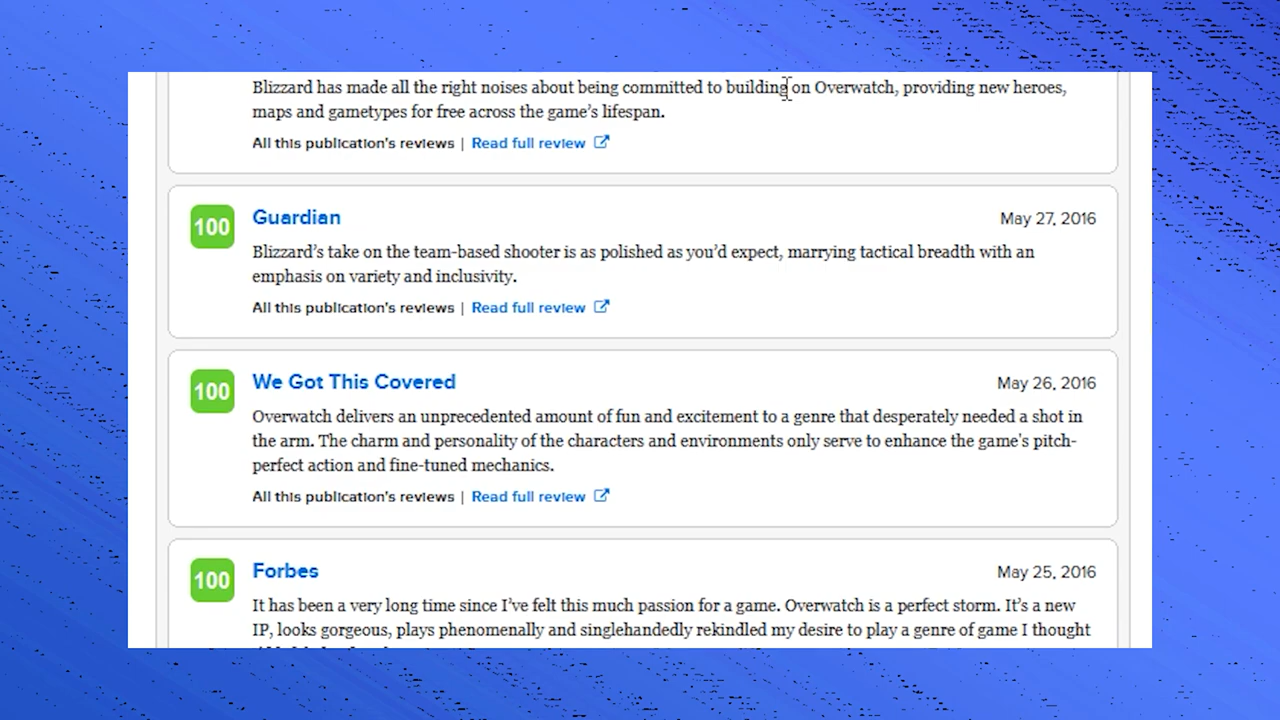 Blizzard has made all the right noises about being committed to building on Overwatch, providing new heroes,
maps and gametypes for free across the game's lifespan.
All this publication's reviews | Read full review
100
Guardian
May 27, 2016
Blizzard's take on the team-based shooter is as polished as you'd expect, marrying tactical breadth with an
emphasis on variety and inclusivity.
All this publication's reviews | Read full review
100
We Got This Covered
May 26, 2016
Overwatch delivers an unprecedented amount of fun and excitement to a genre that desperately needed a shot in
the arm. The charm and personality of the characters and environments only serve to enhance the game's pitch-
perfect action and fine-tuned mechanics.
All this publication's reviews | Read full review
100
Forbes
May 25, 2016
It has been a very long time since I've felt this much passion for a game. Overwatch is a perfect storm. It's a new
IP, looks gorgeous, plays phenomenally and singlehandedly rekindled my desire to play a genre of game I thought